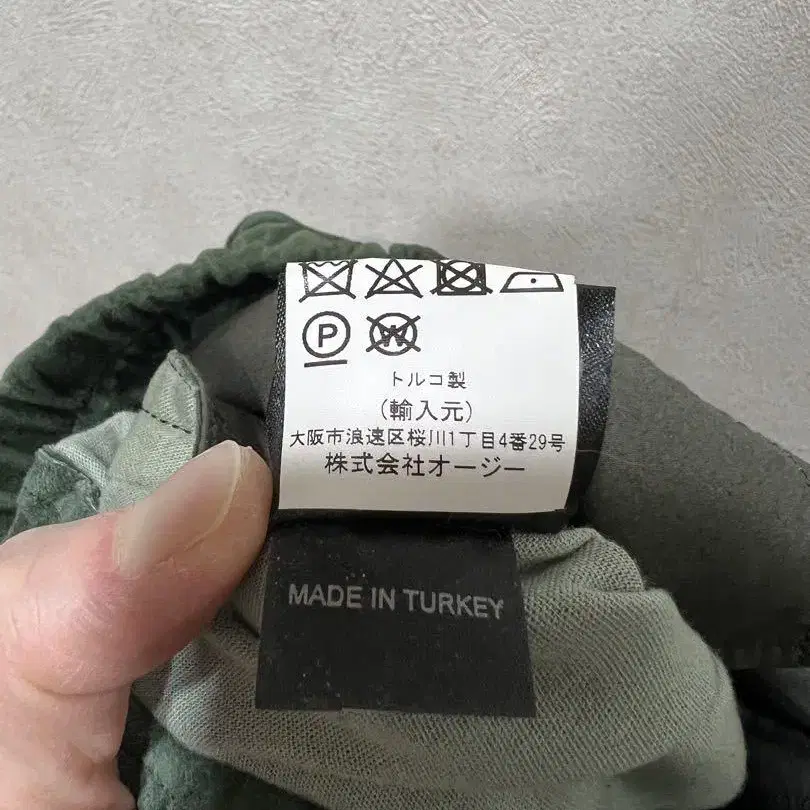 P W
トルコ製
(輸入元)
大阪市浪速区桜川1丁目4番29号
株式会社オージー
MADE IN TURKEY